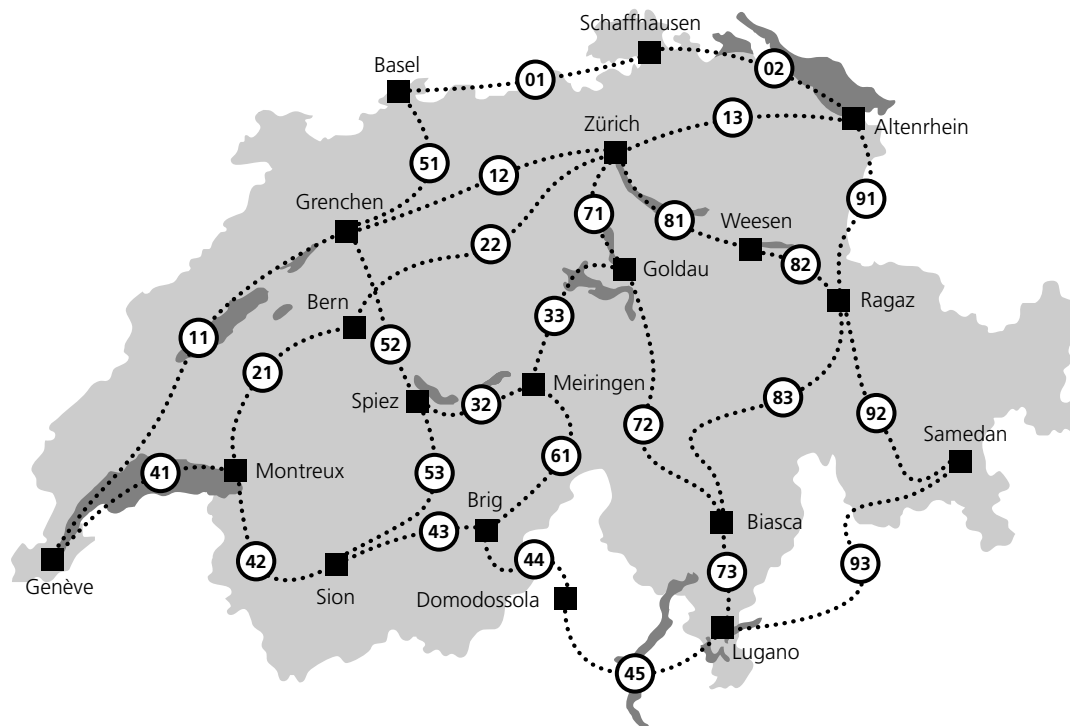 Schaffhausen
Basel
01
02
Zürich
13
Altenrhein
51
12
Grenchen
91
71
81
Weesen
22
82
Goldau
Ragaz
Bern
33
11
52
21
Meiringen
Spiez
32
83
92
72
Samedan
61
41
Montreux
53
Brig
43
Biasca
42
44
73
93
Genève
Sion
Domodossola
Lugano
45